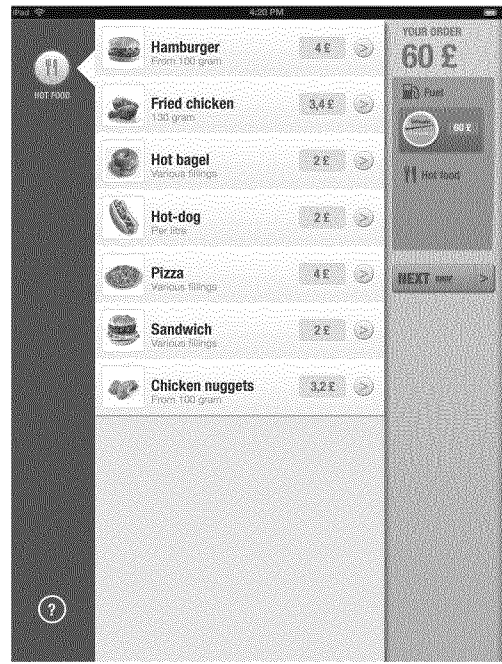 iPad
4:20 PM
HOT FOOD
Hamburger
From 100 gram
4 £
Fried chicken
130 gram
3,4 £
Hot bagel
Various fillings
2 £
Hot-dog
Per litre
2 £
Pizza
Various fillings
4 £
Sandwich
Various fillings
2 £
Chicken nuggets
From 100 gram
3,2 £
?
YOUR ORDER
60 £
Fuel
60 £
Hot food
NEXT